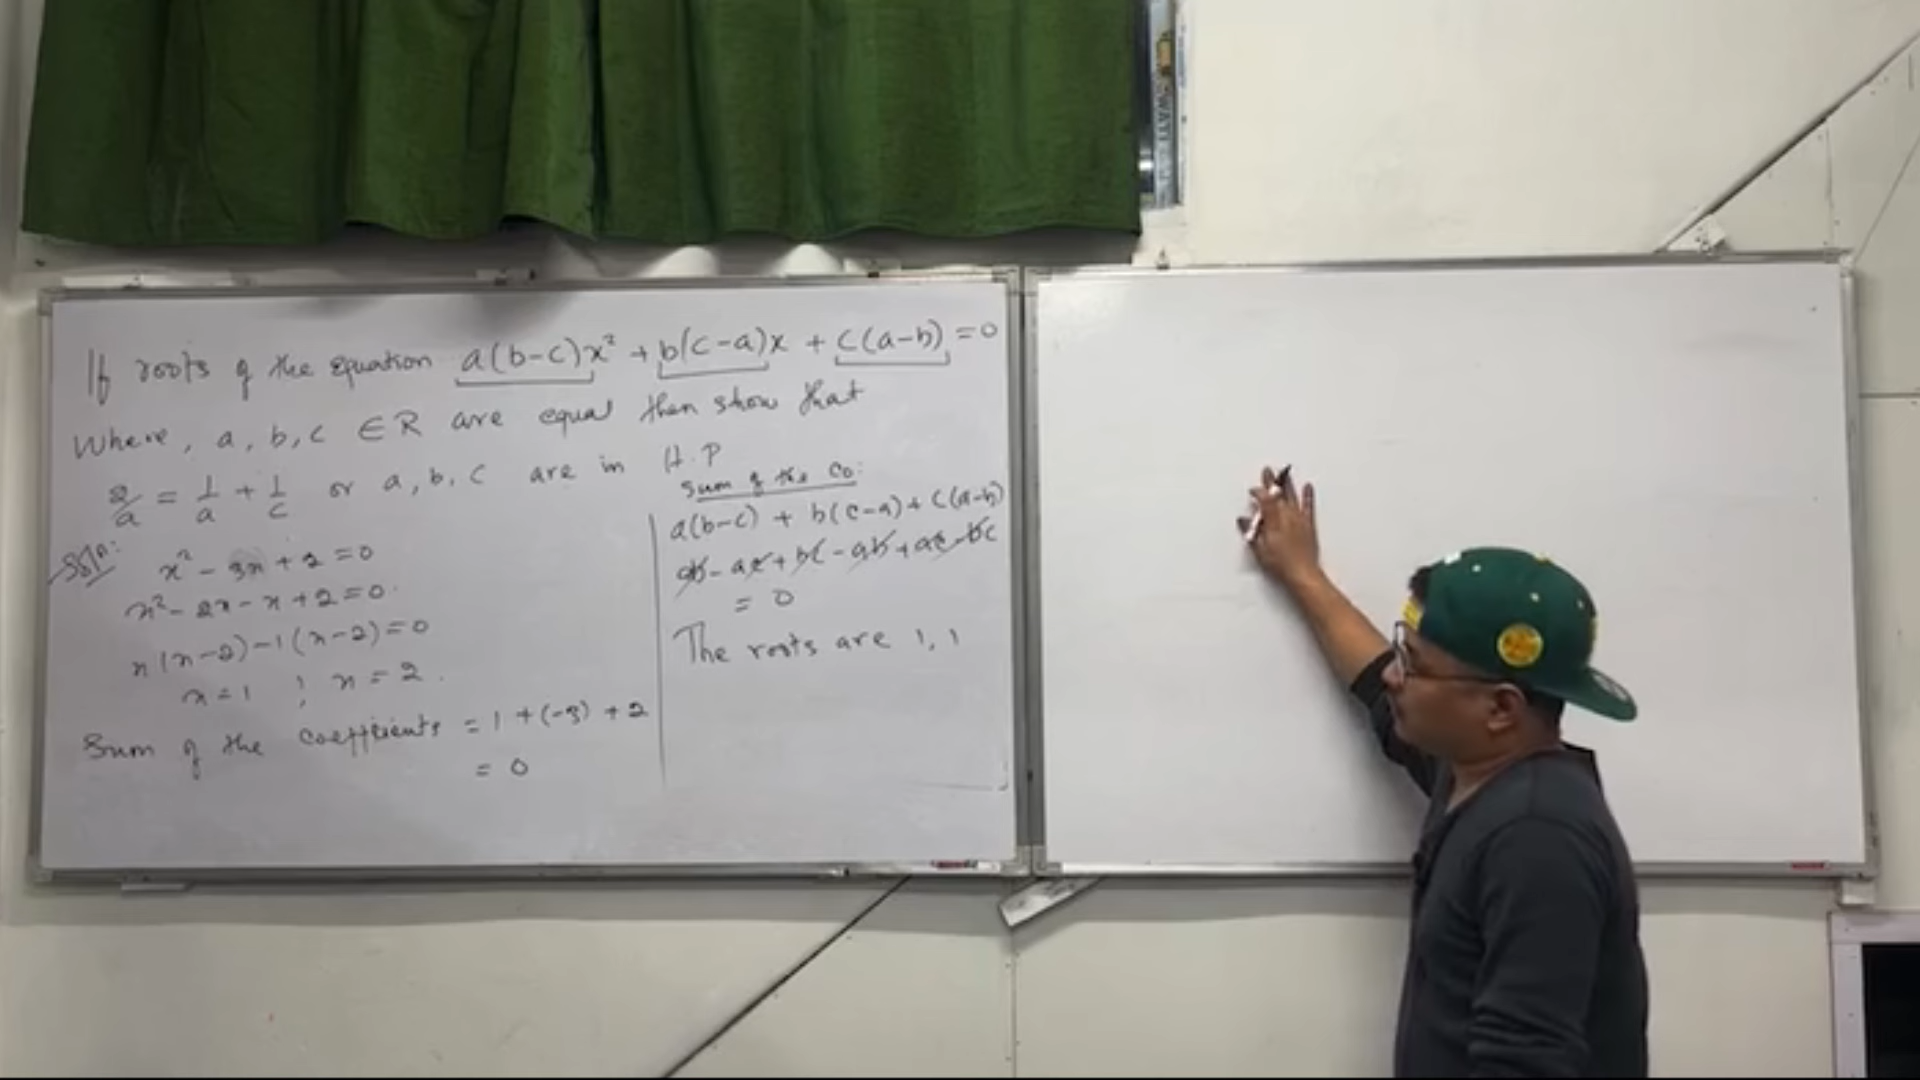 If roots of the equation a(b-c)x² + b(c-a)x + c(a-b) = 0
Where, a, b, c ∈ R are equal then show that
2/a = 1/a + 1/c or a, b, c are in H.P
Soln:
x² - 3x + 2 = 0
x² - 2x - x + 2 = 0
x(x-2) - 1(x-2) = 0
x = 1 ; x = 2.
Sum of the coefficients = 1 + (-3) + 2
= 0
Sum of the co:
a(b-c) + b(c-a) + c(a-b)
ab - ac + bc - ab + ac - bc
= 0
The roots are 1, 1